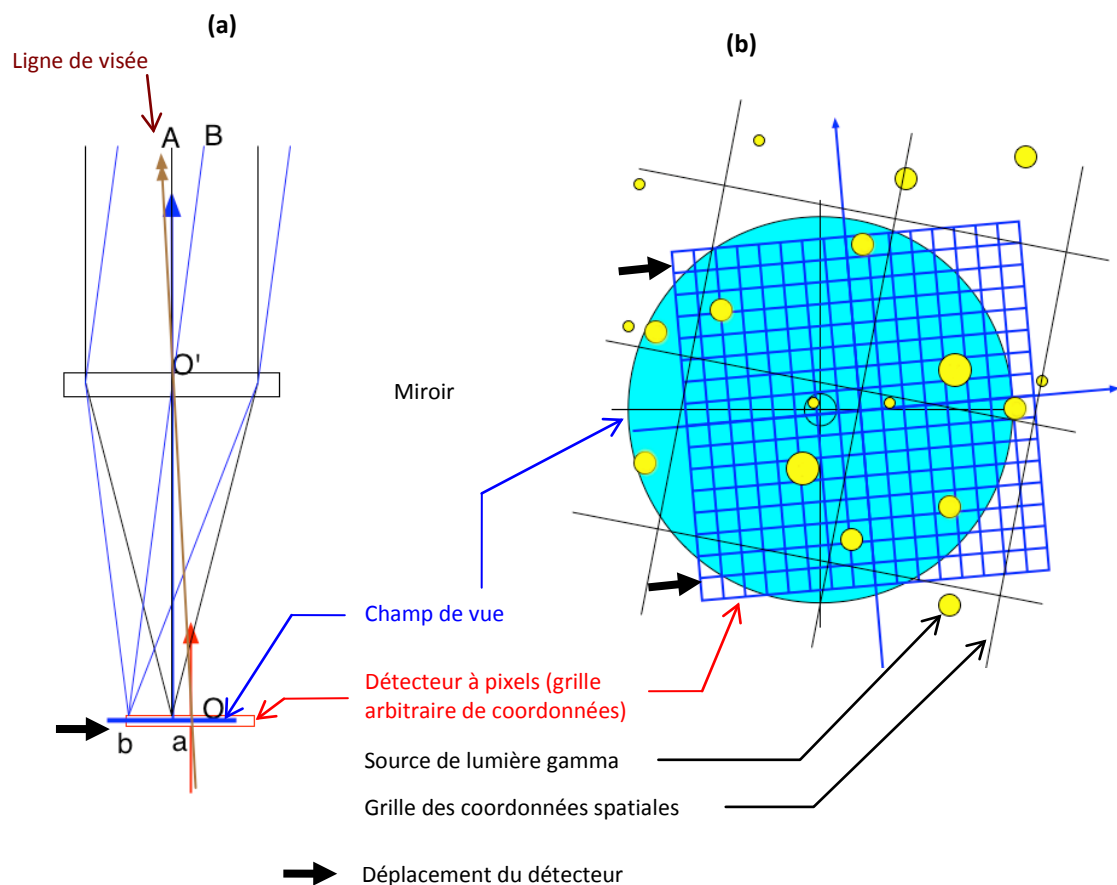 (a)
Ligne de visée
A
B
O'
O
b
a
(b)
Miroir
Champ de vue
Détecteur à pixels (grille
arbitraire de coordonnées)
Source de lumière gamma
Grille des coordonnées spatiales
Déplacement du détecteur